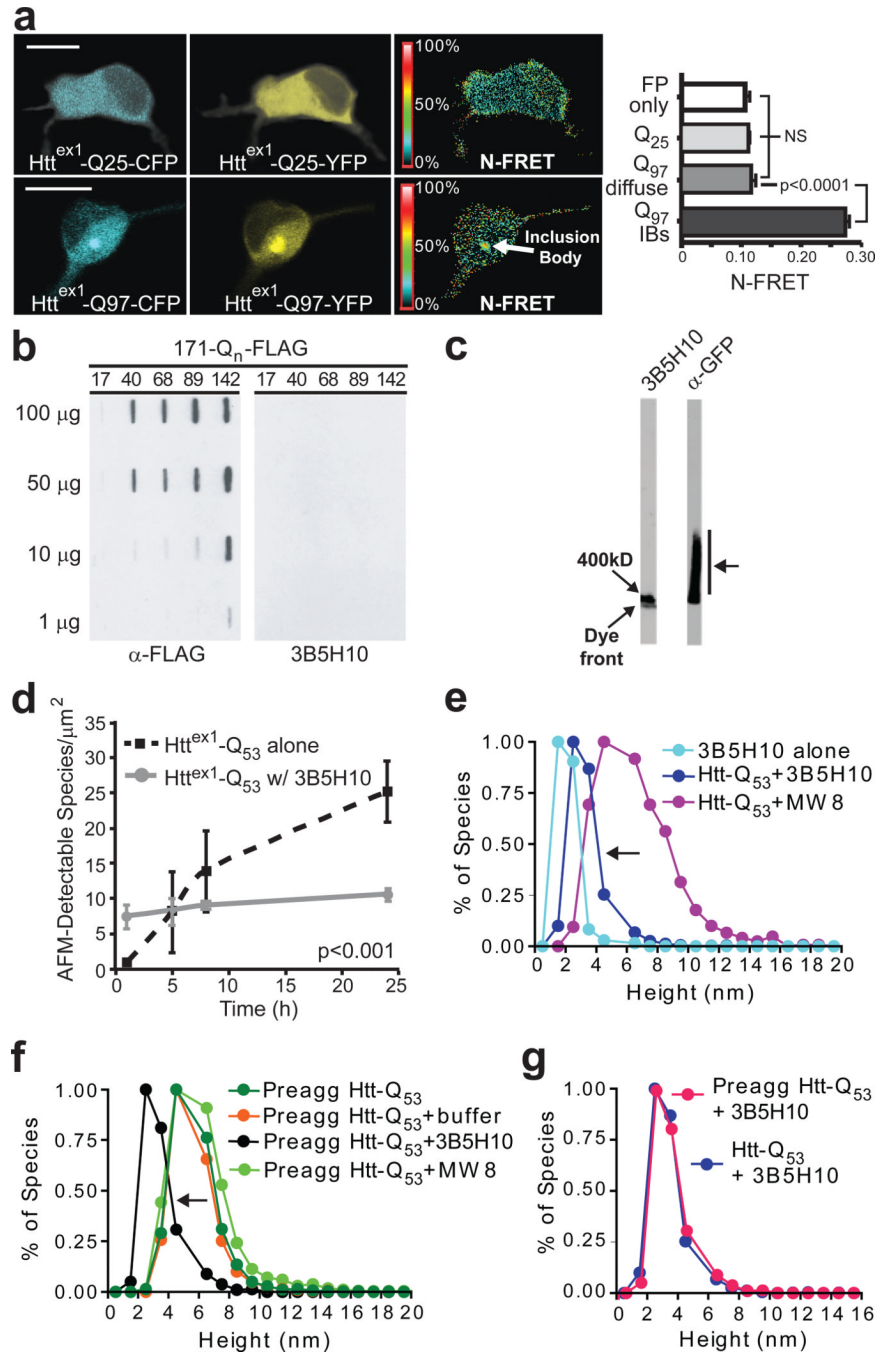 a
100%
50%
0%
Htt^ex1-Q25-CFP
Htt^ex1-Q25-YFP
N-FRET
100%
50%
0%
Inclusion
Body
Htt^ex1-Q97-CFP
Htt^ex1-Q97-YFP
N-FRET
FP
only
Q25
Q97
diffuse
Q97
IBs
NS
p<0.0001
0 0.10 0.20 0.30
N-FRET
b
171-Qn-FLAG
17 40 68 89 142
17 40 68 89 142
100 µg
50 µg
10 µg
1 µg
α-FLAG
3B5H10
c
3B5H10
α-GFP
400kD
Dye
front
d
AFM-Detectable Species/µm²
35
30
25
20
15
10
5
0
Htt^ex1-Q53 alone
Htt^ex1-Q53 w/ 3B5H10
p<0.001
0 5 10 15 20 25
Time (h)
e
% of Species
1.00
0.75
0.50
0.25
0.00
3B5H10 alone
Htt-Q53+3B5H10
Htt-Q53+MW8
0 2 4 6 8 10 12 14 16 18 20
Height (nm)
f
% of Species
1.00
0.75
0.50
0.25
0.00
Preagg Htt-Q53
Preagg Htt-Q53+buffer
Preagg Htt-Q53+3B5H10
Preagg Htt-Q53+MW8
0 2 4 6 8 10 12 14 16 18 20
Height (nm)
g
% of Species
1.00
0.75
0.50
0.25
0.00
Preagg Htt-Q53
+ 3B5H10
Htt-Q53
+ 3B5H10
0 2 4 6 8 10 12 14 16
Height (nm)